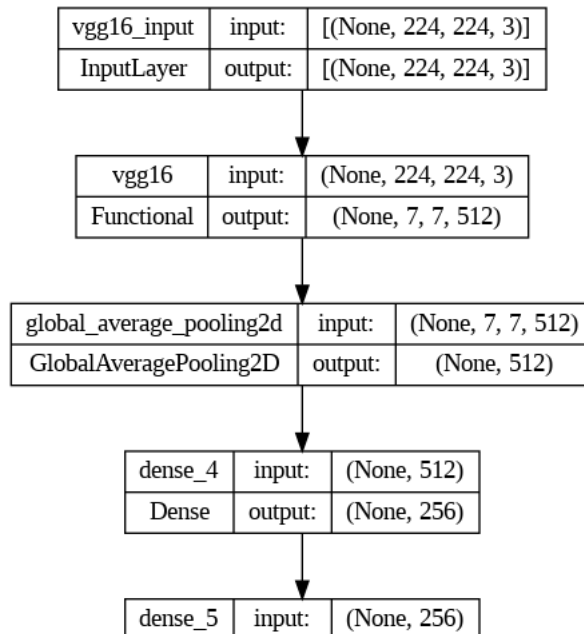 vgg16_input input: [(None, 224, 224, 3)]
InputLayer output: [(None, 224, 224, 3)]
vgg16 input: (None, 224, 224, 3)
Functional output: (None, 7, 7, 512)
global_average_pooling2d input: (None, 7, 7, 512)
GlobalAveragePooling2D output: (None, 512)
dense_4 input: (None, 512)
Dense output: (None, 256)
dense_5 input: (None, 256)